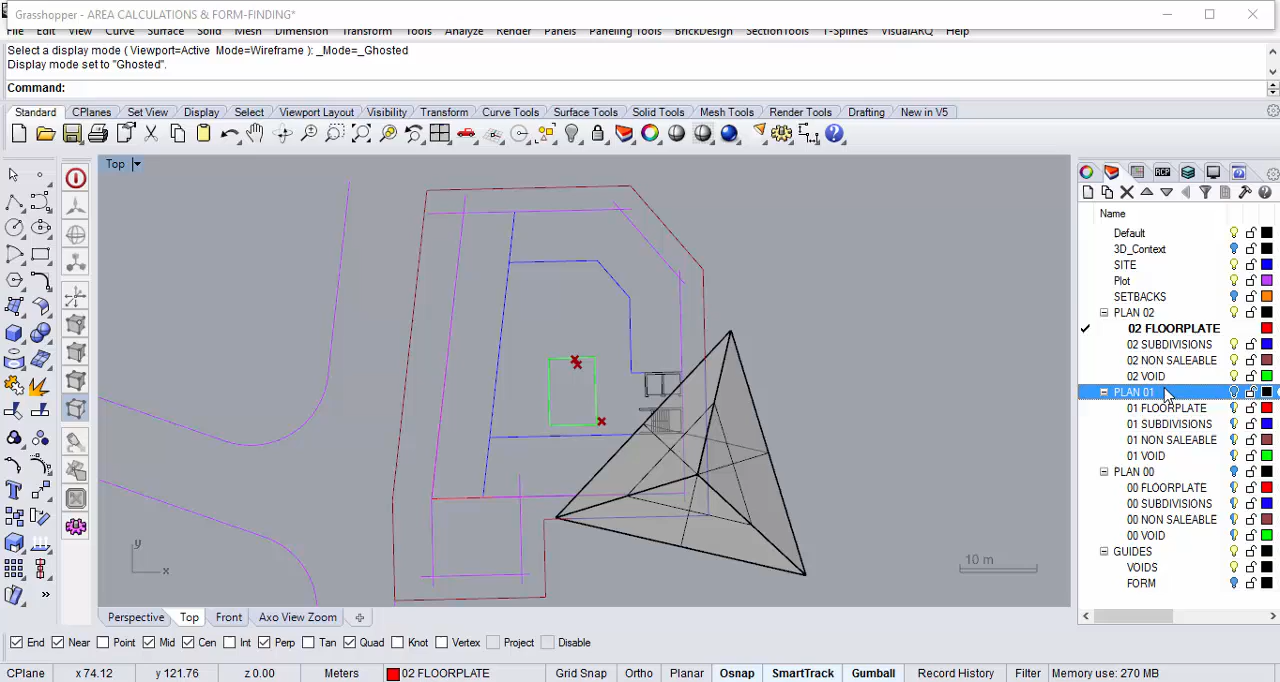 Grasshopper - AREA CALCULATIONS & FORM-FINDING*
File Edit View Curve Surface Solid Mesh Dimension Transform Tools Analyze Render Panels Paneling Tools BrickDesign SectionTools T-Splines VisualARQ Help
Select a display mode ( Viewport=Active Mode=Wireframe ): _Mode=_Ghosted
Display mode set to "Ghosted".
Command:
Standard CPlanes Set View Display Select Viewport Layout Visibility Transform Curve Tools Surface Tools Solid Tools Mesh Tools Render Tools Drafting New in V5
Top
Name
Default
3D_Context
SITE
Plot
SETBACKS
PLAN 02
02 FLOORPLATE
02 SUBDIVISIONS
02 NON SALEABLE
02 VOID
PLAN 01
01 FLOORPLATE
01 SUBDIVISIONS
01 NON SALEABLE
01 VOID
PLAN 00
00 FLOORPLATE
00 SUBDIVISIONS
00 NON SALEABLE
00 VOID
GUIDES
VOIDS
FORM
y
x
10 m
Perspective Top Front Axo View Zoom
End Near Point Mid Cen Int Perp Tan Quad Knot Vertex Project Disable
CPlane x 74.12 y 121.76 z 0.00 Meters 02 FLOORPLATE Grid Snap Ortho Planar Osnap SmartTrack Gumball Record History Filter Memory use: 270 MB